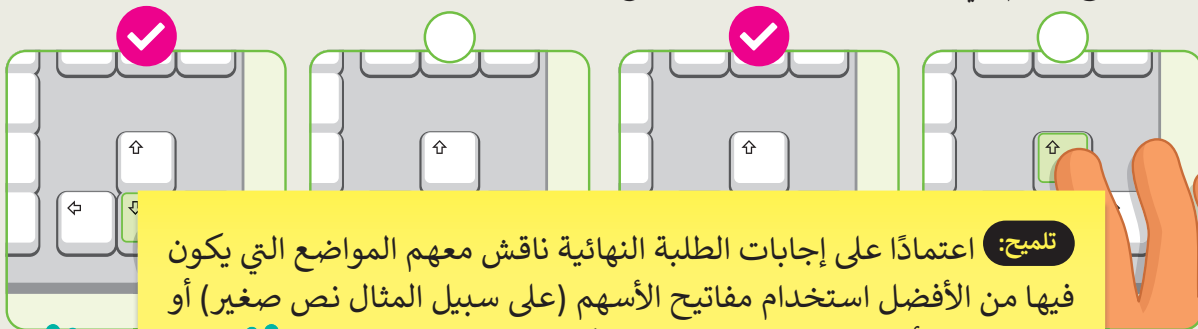 تلميح: اعتمادًا على إجابات الطلبة النهائية ناقش معهم المواضع التي يكون
فيها من الأفضل استخدام مفاتيح الأسهم (على سبيل المثال نص صغير) أو